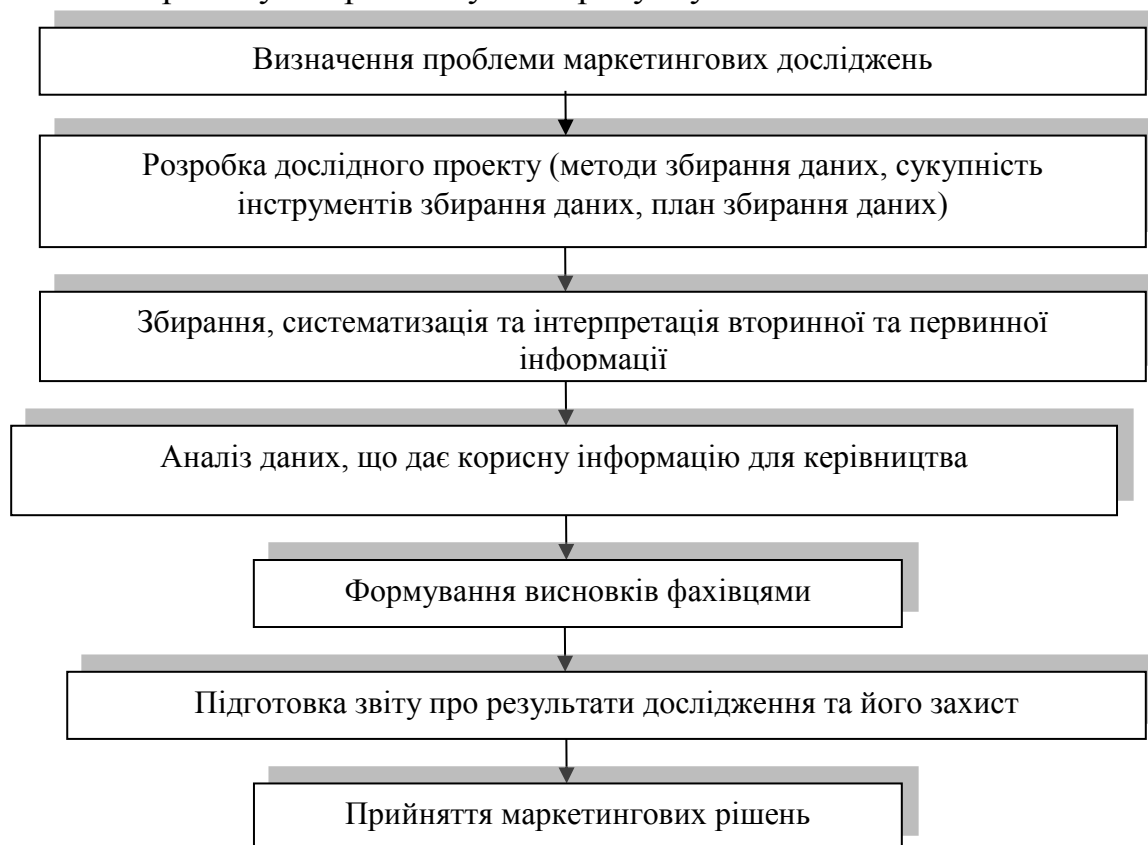 Визначення проблеми маркетингових досліджень
Розробка дослідного проекту (методи збирання даних, сукупність
інструментів збирання даних, план збирання даних)
Збирання, систематизація та інтерпретація вторинної та первинної
інформації
Аналіз даних, що дає корисну інформацію для керівництва
Формування висновків фахівцями
Підготовка звіту про результати дослідження та його захист
Прийняття маркетингових рішень